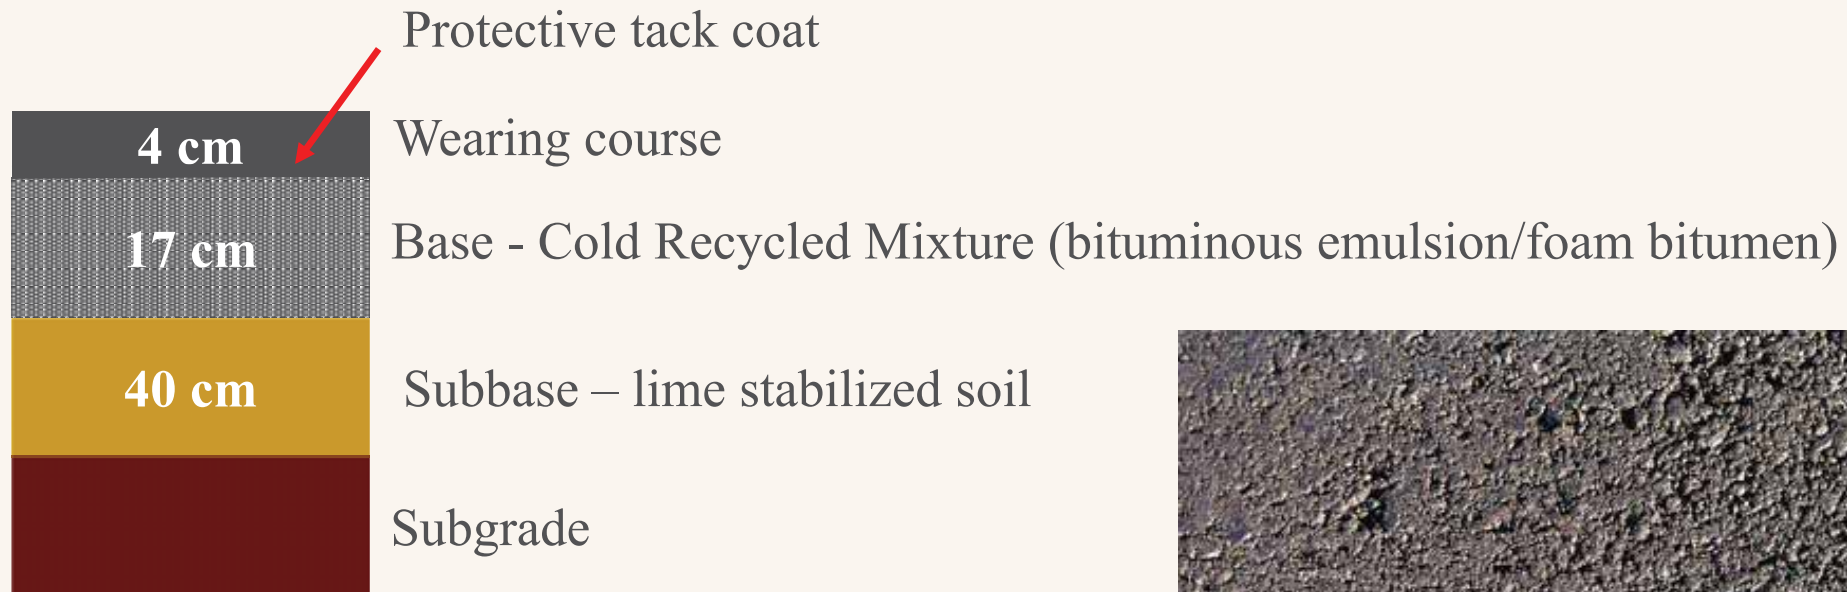 Protective tack coat
4 cm
Wearing course
17 cm
Base - Cold Recycled Mixture (bituminous emulsion/foam bitumen)
40 cm
Subbase – lime stabilized soil
Subgrade